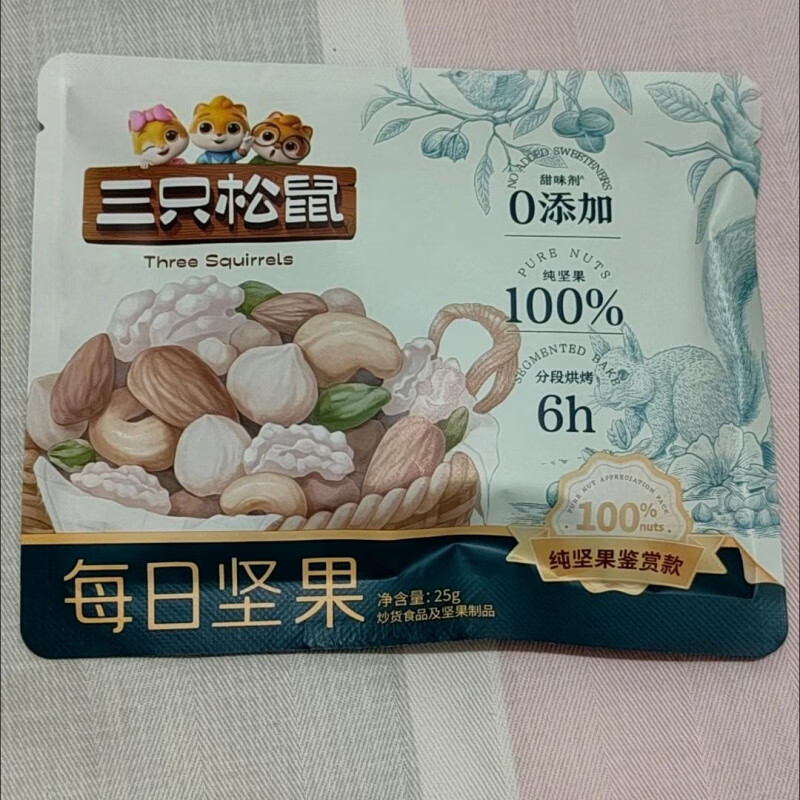 三只松鼠
Three Squirrels
NO ADDED SWEETENERS
甜味剂^
0添加
PURE NUTS
纯坚果
100%
SEGMENTED BAKE
分段烘烤
6h
PURE NUT APPRECIATION PACK
100%
nuts
纯坚果鉴赏款
每日坚果
净含量: 25g
炒货食品及坚果制品